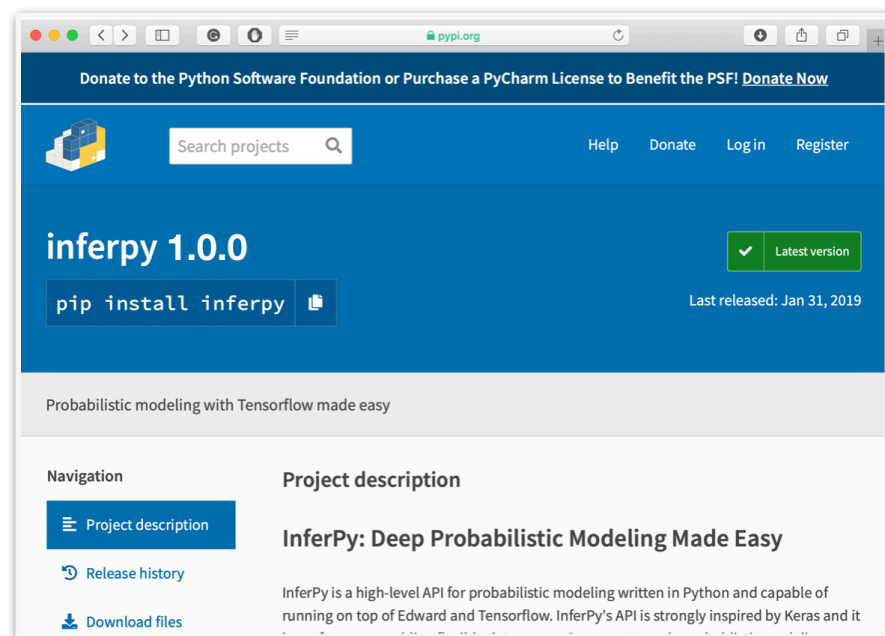 pypi.org
Donate to the Python Software Foundation or Purchase a PyCharm License to Benefit the PSF! Donate Now
Search projects
Help Donate Log in Register
inferpy 1.0.0
Latest version
pip install inferpy
Last released: Jan 31, 2019
Probabilistic modeling with Tensorflow made easy
Navigation
Project description
Release history
Download files
Project description
InferPy: Deep Probabilistic Modeling Made Easy
InferPy is a high-level API for probabilistic modeling written in Python and capable of
running on top of Edward and Tensorflow. InferPy's API is strongly inspired by Keras and it